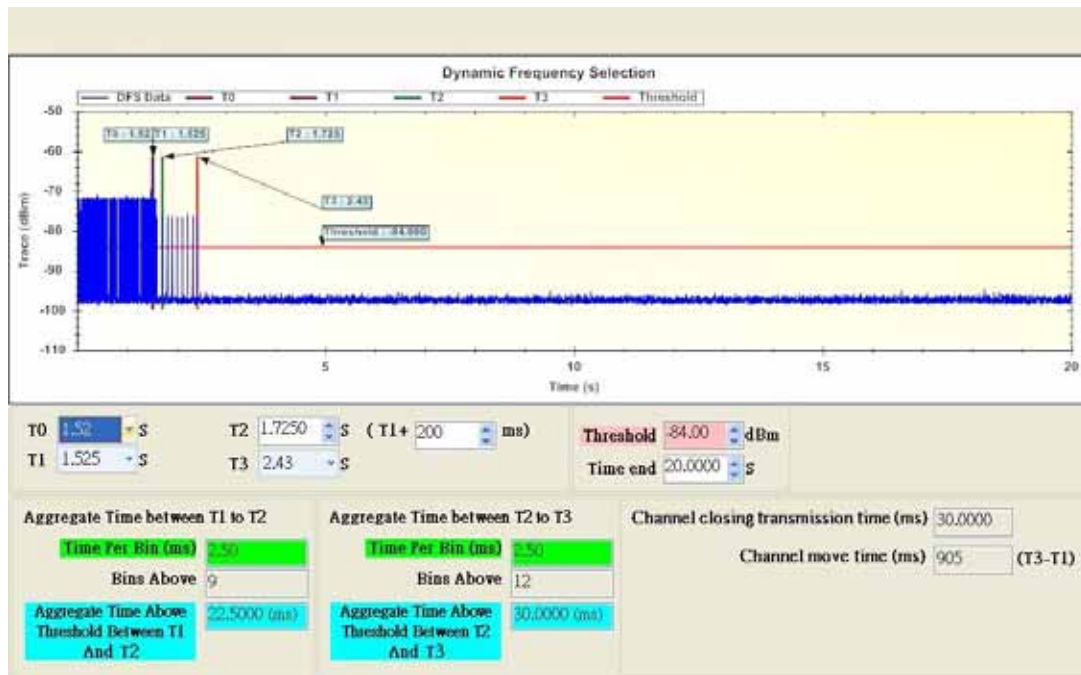 Dynamic Frequency Selection
DFS Data T0 T1 T2 T3 Threshold
-50
-60
-70
-80
-90
-100
-110
Trace (dBm)
T0 : 1.52
T1 : 1.525
T2 : 1.725
T3 : 2.43
Threshold : -84.000
5 10 15 20
Time (s)
T0 1.52 S T2 1.7250 S ( T1+ 200 ms) Threshold -84.00 dBm
T1 1.525 S T3 2.43 S Time end 20.0000 S
Aggregate Time between T1 to T2
Time Per Bin (ms) 2.50
Bins Above 9
Aggregate Time Above
Threshold Between T1
And T2
22.5000 (ms)
Aggregate Time between T2 to T3
Time Per Bin (ms) 2.50
Bins Above 12
Aggregate Time Above
Threshold Between T2
And T3
30.0000 (ms)
Channel closing transmission time (ms) 30.0000
Channel move time (ms) 905 (T3-T1)